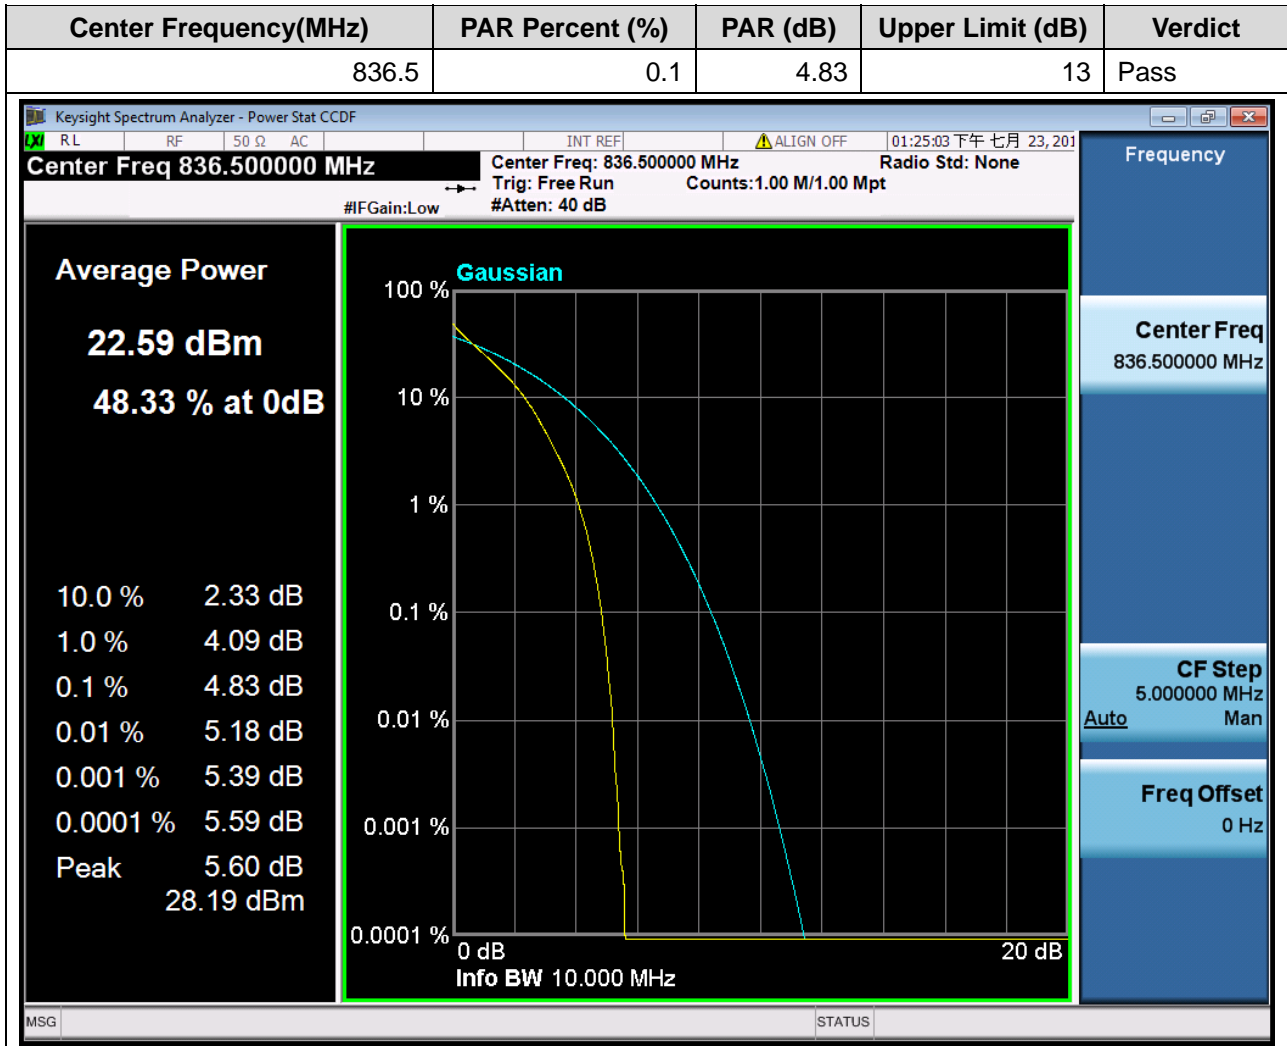 Center Frequency(MHz) PAR Percent (%) PAR (dB) Upper Limit (dB) Verdict
836.5 0.1 4.83 13 Pass
Keysight Spectrum Analyzer - Power Stat CCDF
LXI RL RF 50 Ω AC INT REF ALIGN OFF 01:25:03 下午 七月 23, 201
Center Freq 836.500000 MHz
Center Freq: 836.500000 MHz Radio Std: None
Trig: Free Run Counts:1.00 M/1.00 Mpt
#IFGain:Low #Atten: 40 dB
Average Power
22.59 dBm
48.33 % at 0dB
10.0 % 2.33 dB
1.0 % 4.09 dB
0.1 % 4.83 dB
0.01 % 5.18 dB
0.001 % 5.39 dB
0.0001 % 5.59 dB
Peak 5.60 dB
28.19 dBm
Gaussian
100 %
10 %
1 %
0.1 %
0.01 %
0.001 %
0.0001 %
0 dB 20 dB
Info BW 10.000 MHz
Frequency
Center Freq
836.500000 MHz
CF Step
5.000000 MHz
Auto Man
Freq Offset
0 Hz
MSG STATUS